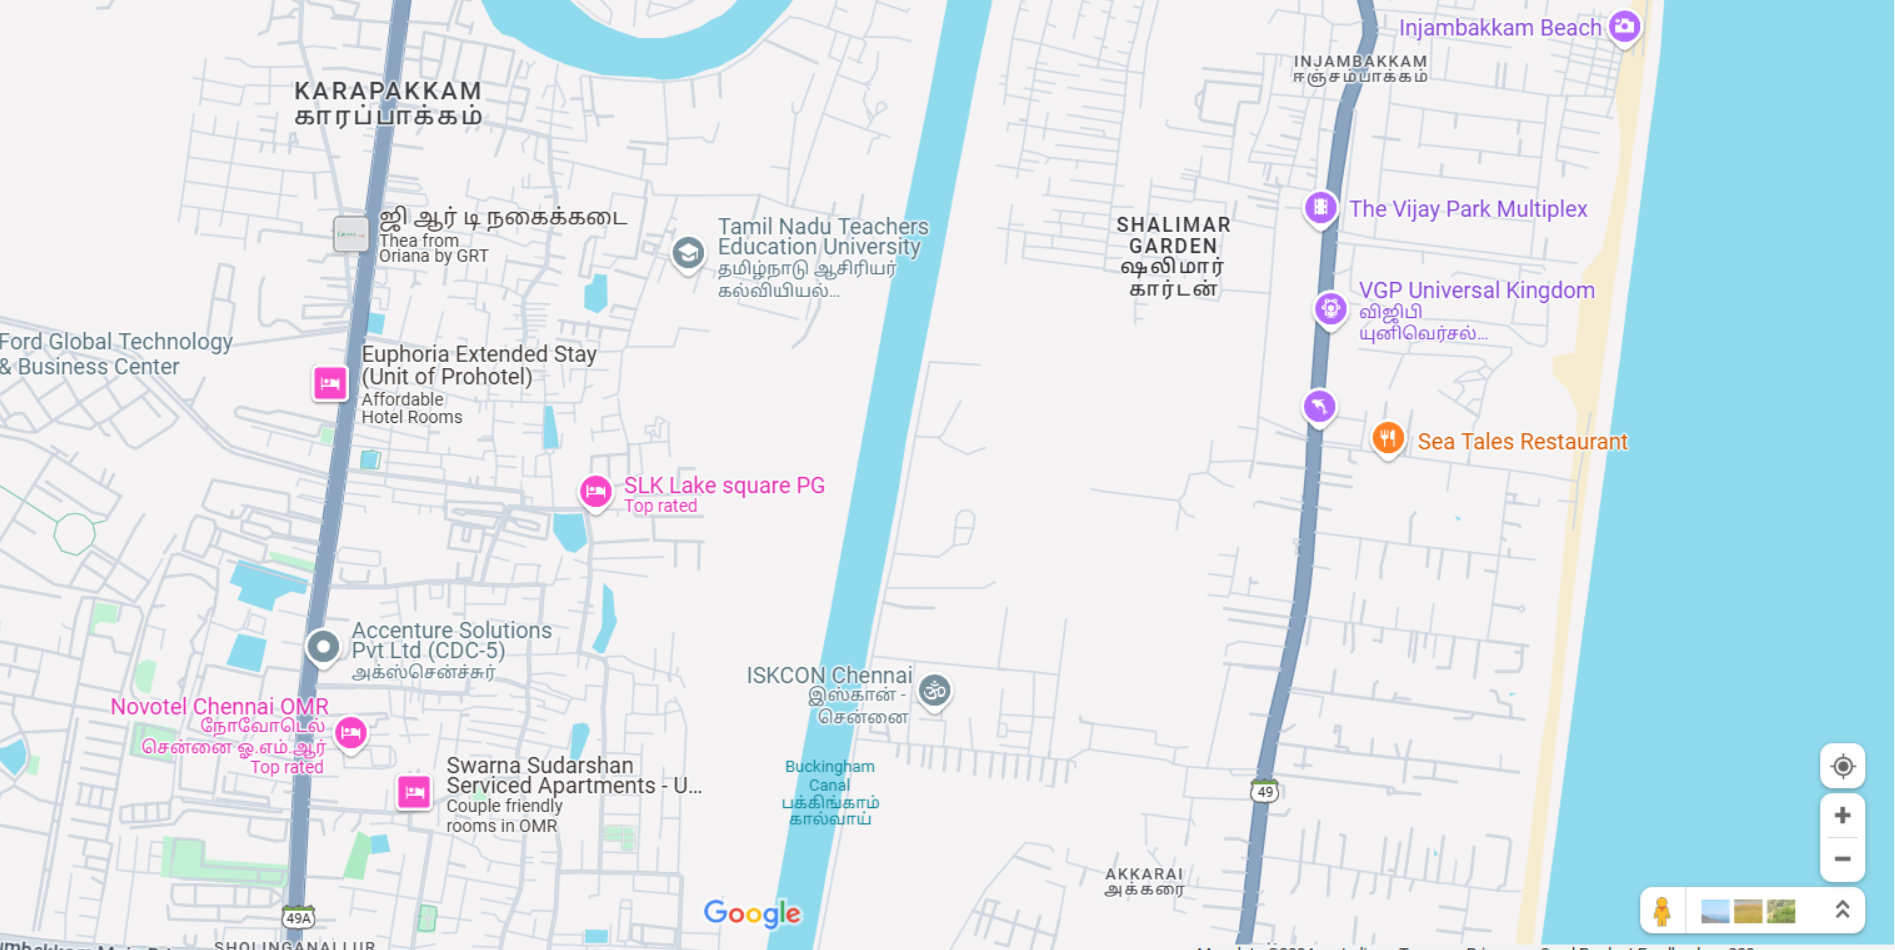 Injambakkam Beach
INJAMBAKKAM
ஈஞ்சம்பாக்கம்
KARAPAKKAM
காரப்பாக்கம்
The Vijay Park Multiplex
ஜி ஆர் டி நகைக்கடை
Thea from
Oriana by GRT
Tamil Nadu Teachers
Education University
தமிழ்நாடு ஆசிரியர்
கல்வியியல்...
SHALIMAR
GARDEN
ஷலிமார்
கார்டன்
VGP Universal Kingdom
விஜிபி
யுனிவெர்சல்...
Ford Global Technology
& Business Center
Euphoria Extended Stay
(Unit of Prohotel)
Affordable
Hotel Rooms
Sea Tales Restaurant
SLK Lake square PG
Top rated
Accenture Solutions
Pvt Ltd (CDC-5)
அக்ஸ்சென்ச்சுர்
ISKCON Chennai
இஸ்கான் -
சென்னை
Novotel Chennai OMR
நோவோடெல்
சென்னை ஓ.எம்.ஆர்
Top rated
Swarna Sudarshan
Serviced Apartments - U...
Couple friendly
rooms in OMR
Buckingham
Canal
பக்கிங்காம்
கால்வாய்
49
AKKARAI
அக்கரை
Google
49A
SHOLINGANALLUR